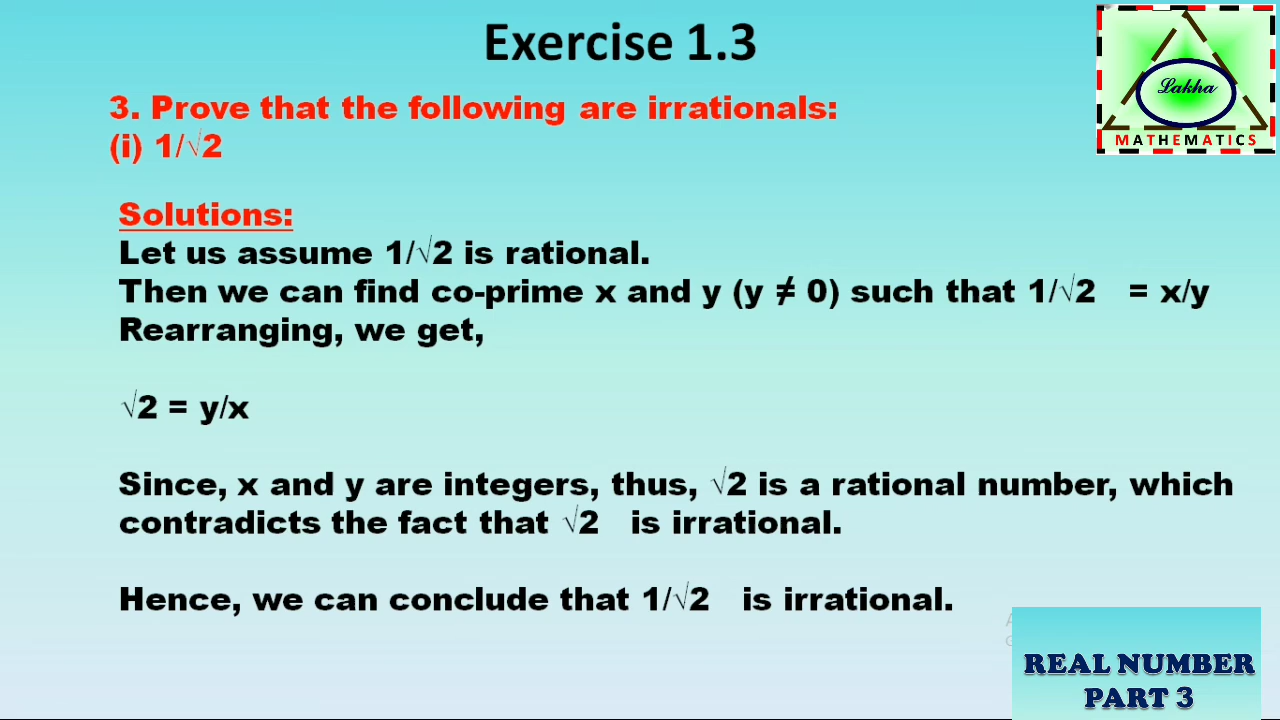 Exercise 1.3
Lakha
MATHEMATICS
3. Prove that the following are irrationals:
(i) 1/√2
Solutions:
Let us assume 1/√2 is rational.
Then we can find co-prime x and y (y ≠ 0) such that 1/√2 = x/y
Rearranging, we get,
√2 = y/x
Since, x and y are integers, thus, √2 is a rational number, which
contradicts the fact that √2 is irrational.
Hence, we can conclude that 1/√2 is irrational.
REAL NUMBER
PART 3